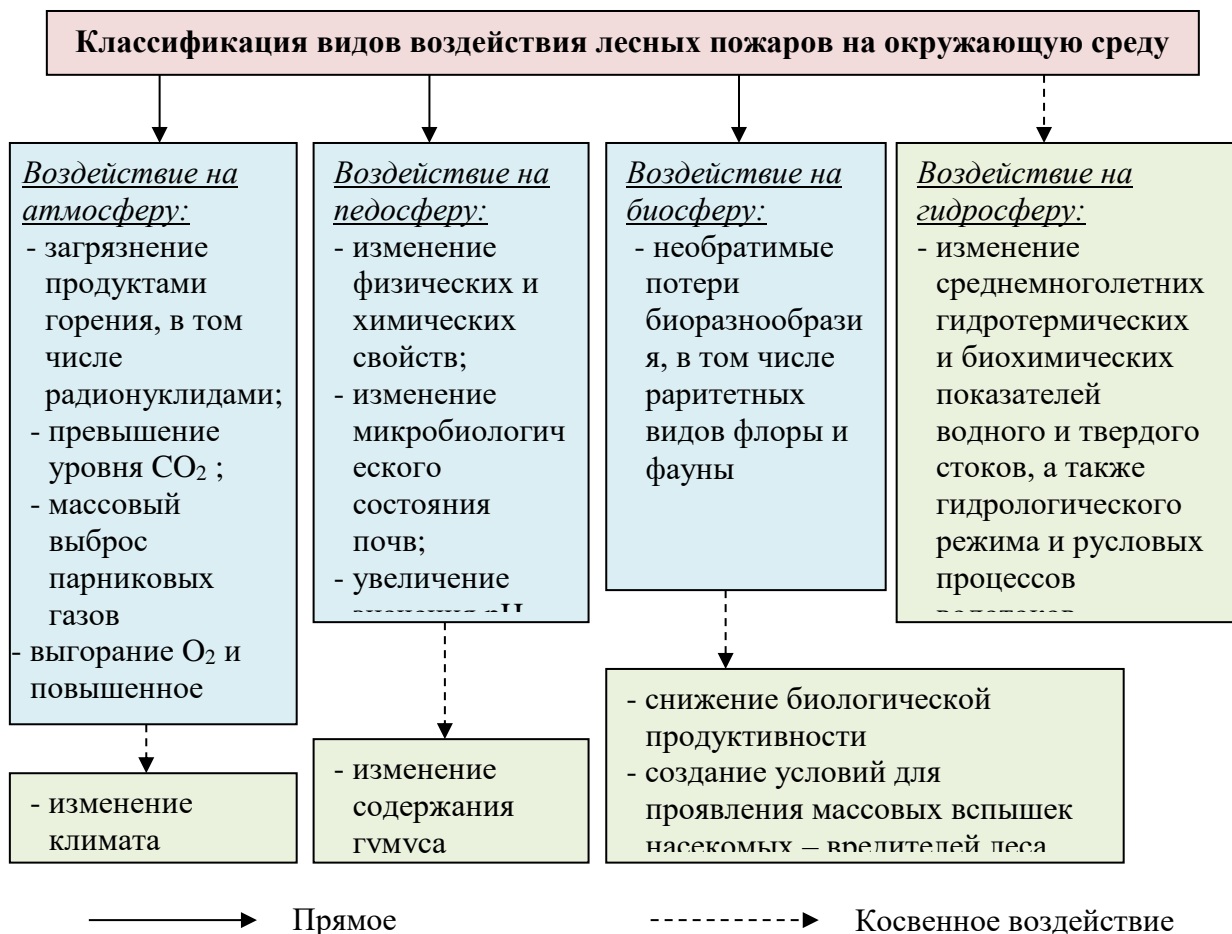 Классификация видов воздействия лесных пожаров на окружающую среду
Воздействие на
атмосферу:
- загрязнение
продуктами
горения, в том
числе
радионуклидами;
- превышение
уровня CO₂ ;
- массовый
выброс
парниковых
газов
- выгорание O₂ и
повышенное
Воздействие на
педосферу:
- изменение
физических и
химических
свойств;
- изменение
микробиологич
еского
состояния
почв;
- увеличение
значения pH
Воздействие на
биосферу:
- необратимые
потери
биоразнообрази
я, в том числе
раритетных
видов флоры и
фауны
Воздействие на
гидросферу:
- изменение
среднемноголетних
гидротермических
и биохимических
показателей
водного и твердого
стоков, а также
гидрологического
режима и русловых
процессов
водотоков
- изменение
климата
- изменение
содержания
гумуса
- снижение биологической
продуктивности
- создание условий для
проявления массовых вспышек
насекомых – вредителей леса
Прямое
Косвенное воздействие